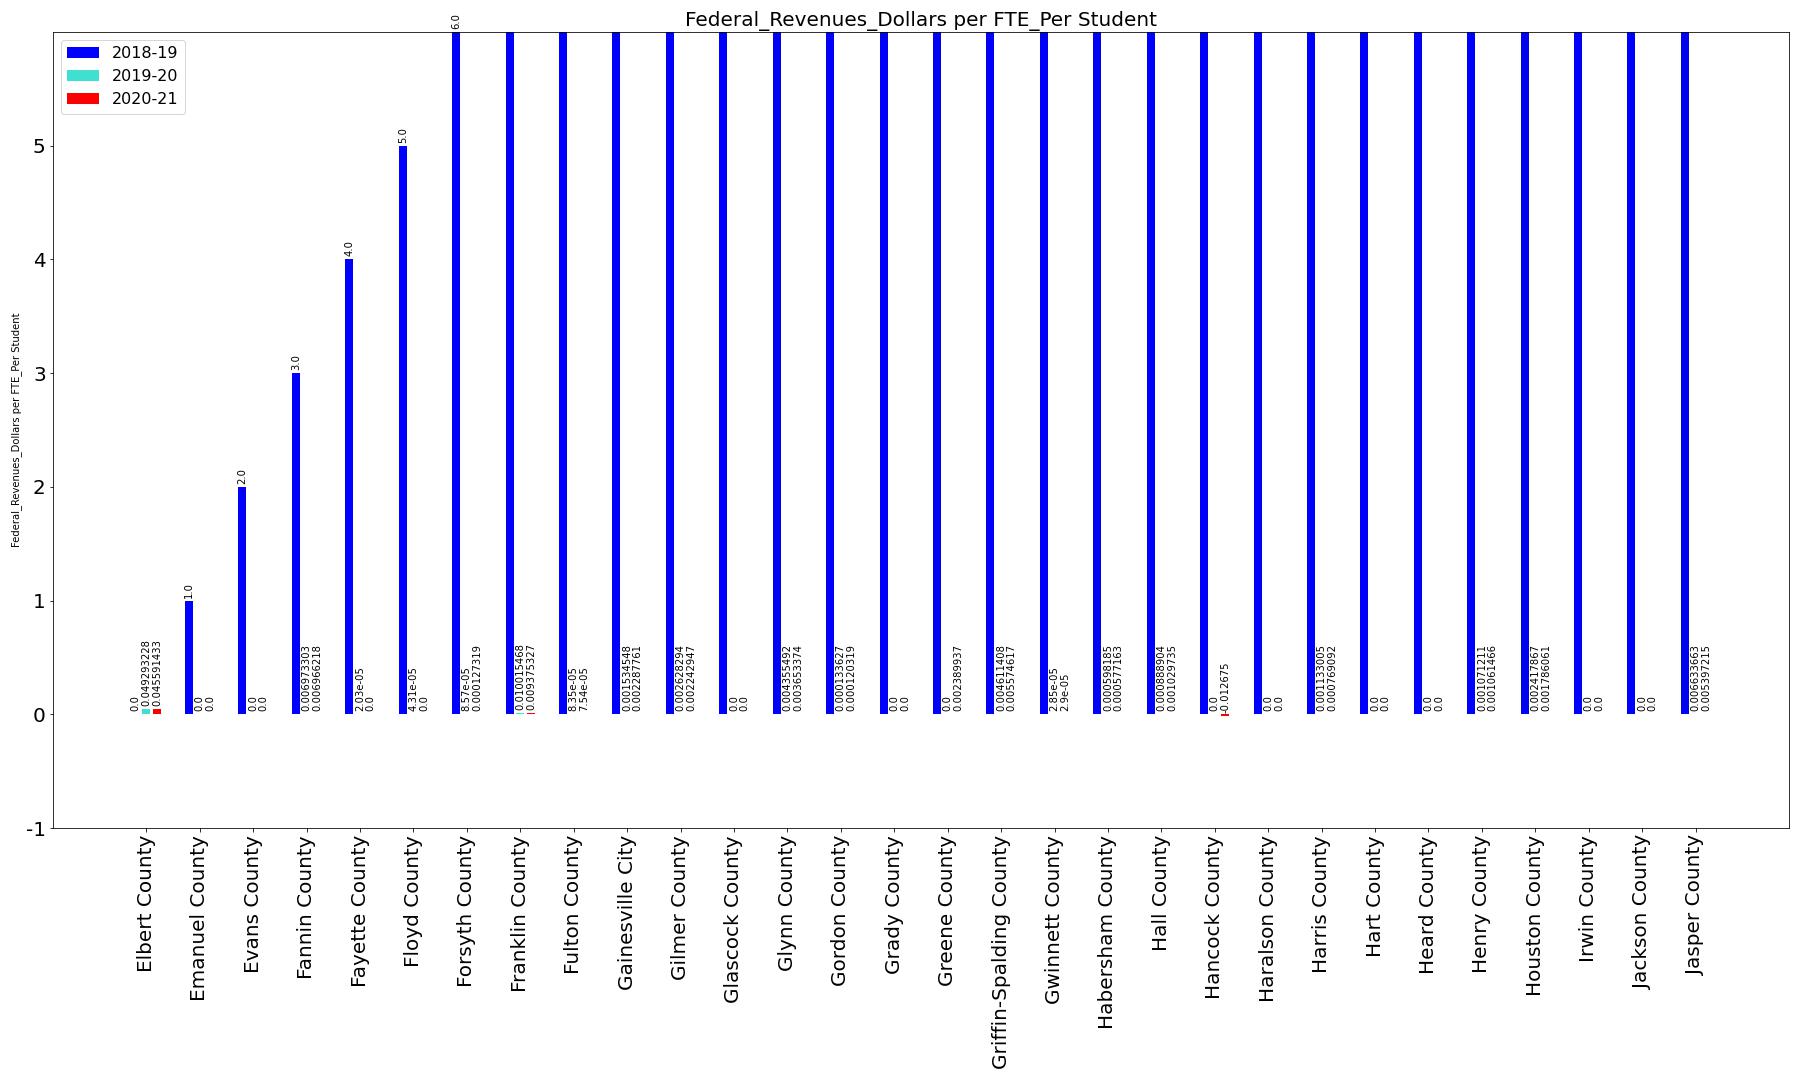 Federal_Revenues_Dollars per FTE_Per Student
2018-19
2019-20
2020-21
Federal_Revenues_Dollars per FTE_Per Student
5
4
3
2
1
0
-1
0.0
0.049293228
0.045591433
1.0
0.0
0.0
2.0
0.0
0.0
3.0
0.006973303
0.006966218
4.0
2.03e-05
0.0
5.0
4.31e-05
0.0
6.0
8.57e-05
0.000127319
0.010015468
0.009375327
8.35e-05
7.54e-05
0.001534548
0.002287761
0.002628294
0.002242947
0.0
0.0
0.004355492
0.003653374
0.000133627
0.000120319
0.0
0.0
0.0
0.002389937
0.004611408
0.005574617
2.85e-05
2.9e-05
0.000598185
0.000577163
0.000888904
0.001029735
0.0
-0.012675
0.0
0.0
0.001133005
0.000769092
0.0
0.0
0.0
0.0
0.001071211
0.001061466
0.002417867
0.001786061
0.0
0.0
0.0
0.0
0.006633663
0.005397215
Elbert County
Emanuel County
Evans County
Fannin County
Fayette County
Floyd County
Forsyth County
Franklin County
Fulton County
Gainesville City
Gilmer County
Glascock County
Glynn County
Gordon County
Grady County
Greene County
Griffin-Spalding County
Gwinnett County
Habersham County
Hall County
Hancock County
Haralson County
Harris County
Hart County
Heard County
Henry County
Houston County
Irwin County
Jackson County
Jasper County